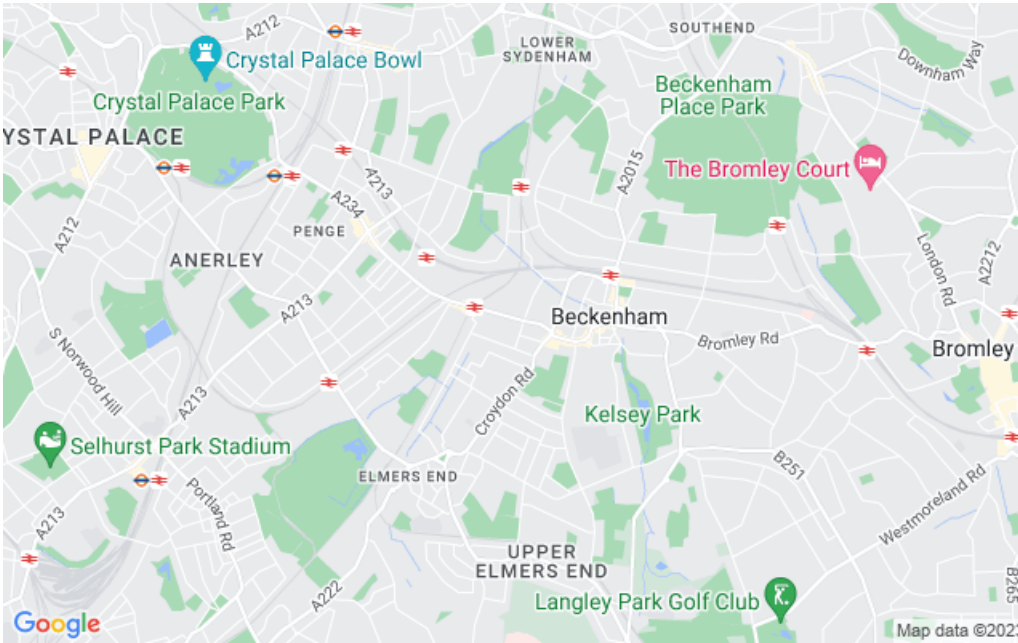 A212
SOUTHEND
LOWER
SYDENHAM
Crystal Palace Bowl
Downham Way
Beckenham
Place Park
Crystal Palace Park
YSTAL PALACE
A2015
The Bromley Court
A213
A234
A212
PENGE
ANERLEY
London Rd
A2212
A213
Beckenham
Bromley Rd
Bromley
S Norwood Hill
A213
Croydon Rd
Kelsey Park
Selhurst Park Stadium
ELMERS END
B251
Portland Rd
Westmoreland Rd
A213
UPPER
ELMERS END
A222
Langley Park Golf Club
B265
Google
Map data ©202